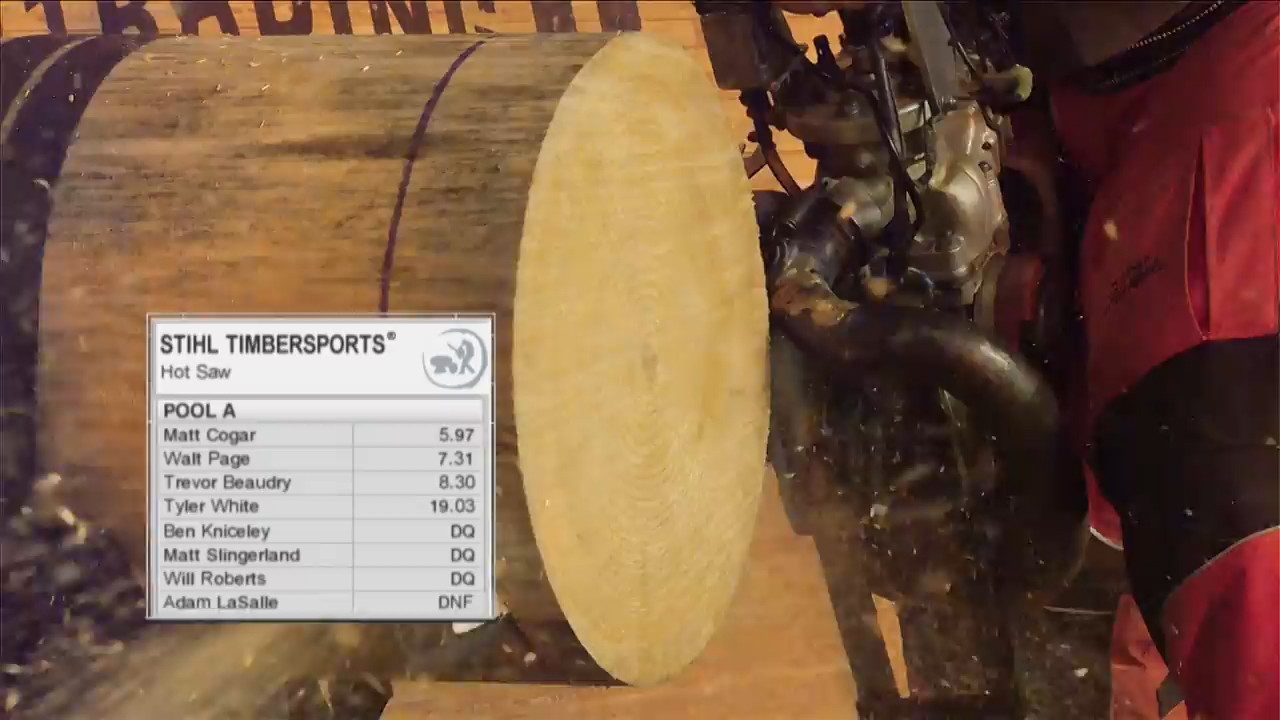 TRADING
STIHL TIMBERSPORTS®
Hot Saw
POOL A
Matt Cogar 5.97
Walt Page 7.31
Trevor Beaudry 8.30
Tyler White 19.03
Ben Kniceley DQ
Matt Slingerland DQ
Will Roberts DQ
Adam LaSalle DNF